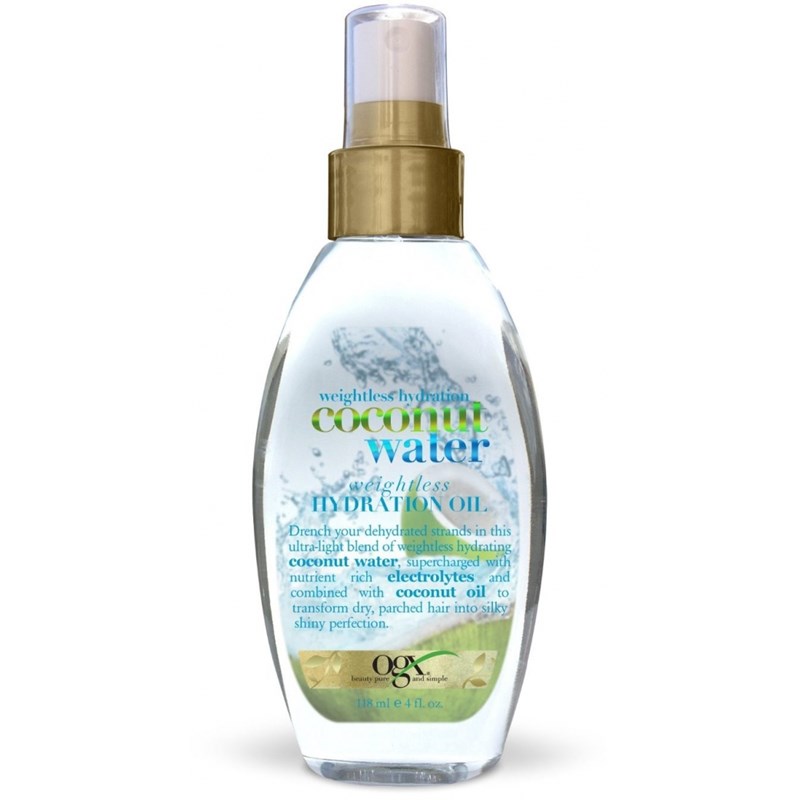 weightless hydration
coconut
water
weightless
HYDRATION OIL
Drench your dehydrated strands in this
ultra-light blend of weightless hydrating
coconut water, supercharged with
nutrient rich electrolytes and
combined with coconut oil to
transform dry, parched hair into silky
shiny perfection.
ogx
beauty pure and simple
118 ml e 4 fl. oz.